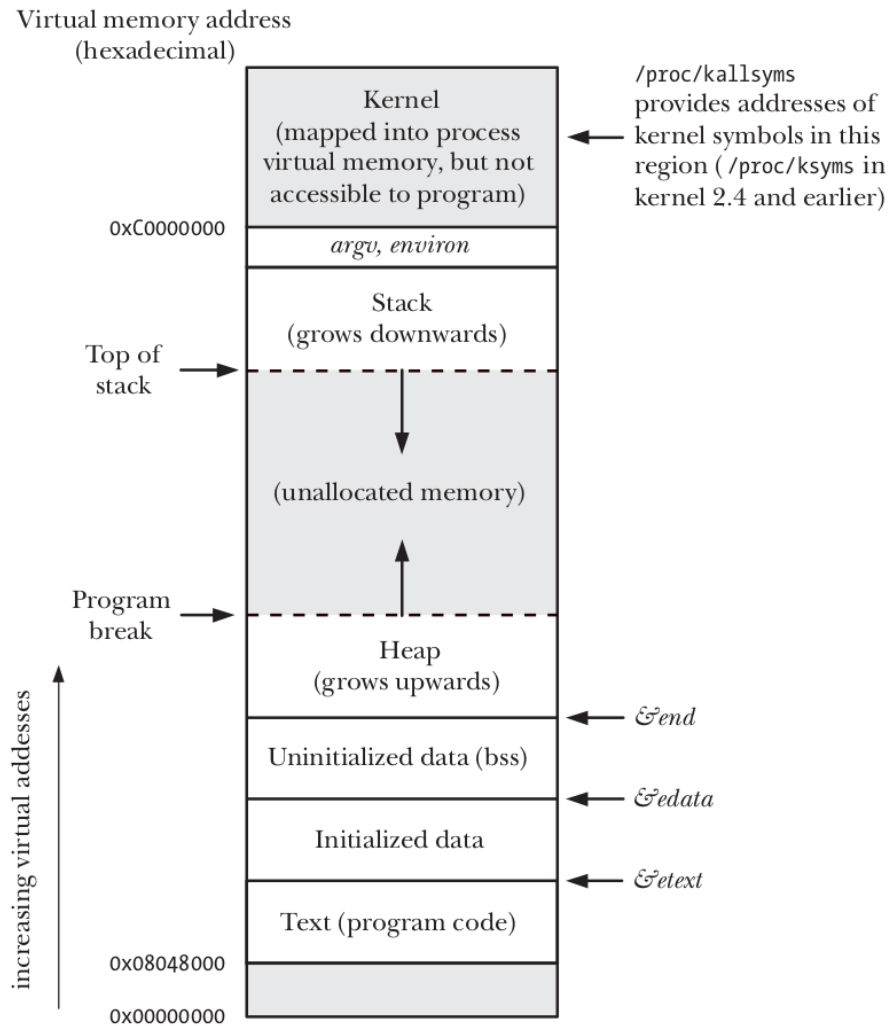 Virtual memory address
(hexadecimal)
/proc/kallsyms
provides addresses of
kernel symbols in this
region ( /proc/ksyms in
kernel 2.4 and earlier)
Kernel
(mapped into process
virtual memory, but not
accessible to program)
0xC0000000
argv, environ
Stack
(grows downwards)
Top of
stack
(unallocated memory)
Program
break
Heap
(grows upwards)
&end
Uninitialized data (bss)
&edata
Initialized data
&etext
Text (program code)
0x08048000
0x00000000
increasing virtual addesses